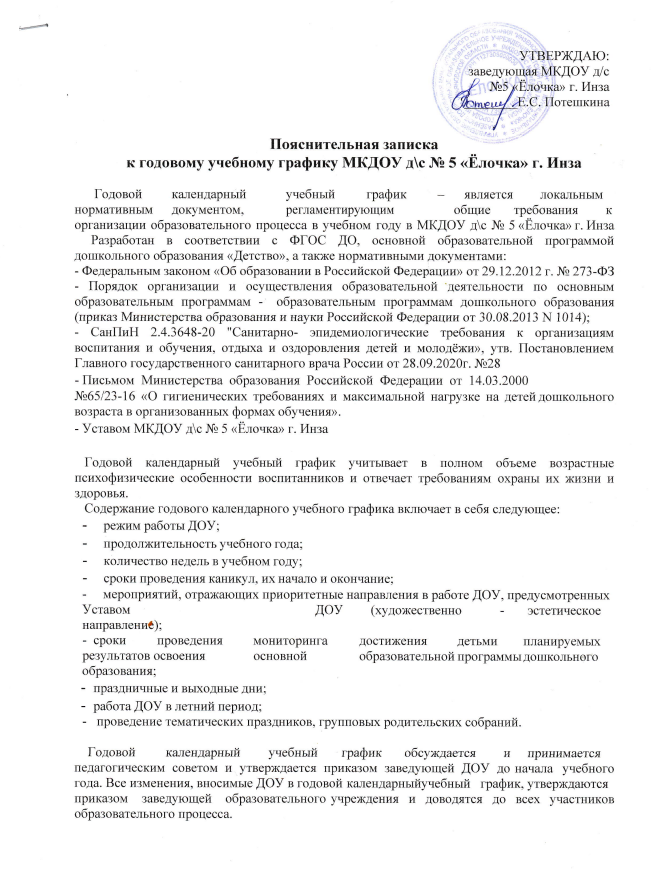 УТВЕРЖДАЮ:
заведующая МКДОУ д/с
№5 «Ёлочка» г. Инза
Е.С. Потешкина
Пояснительная записка
к годовому учебному графику МКДОУ д\с № 5 «Ёлочка» г. Инза
Годовой календарный учебный график – является локальным
нормативным документом, регламентирующим общие требования к
организации образовательного процесса в учебном году в МКДОУ д\с № 5 «Ёлочка» г. Инза
Разработан в соответствии с ФГОС ДО, основной образовательной программой
дошкольного образования «Детство», а также нормативными документами:
- Федеральным законом «Об образовании в Российской Федерации» от 29.12.2012 г. № 273-ФЗ
- Порядок организации и осуществления образовательной деятельности по основным
образовательным программам - образовательным программам дошкольного образования
(приказ Министерства образования и науки Российской Федерации от 30.08.2013 N 1014);
- СанПиН 2.4.3648-20 "Санитарно- эпидемиологические требования к организациям
воспитания и обучения, отдыха и оздоровления детей и молодёжи», утв. Постановлением
Главного государственного санитарного врача России от 28.09.2020г. №28
- Письмом Министерства образования Российской Федерации от 14.03.2000
№65/23-16 «О гигиенических требованиях и максимальной нагрузке на детей дошкольного
возраста в организованных формах обучения».
- Уставом МКДОУ д\с № 5 «Ёлочка» г. Инза
Годовой календарный учебный график учитывает в полном объеме возрастные
психофизические особенности воспитанников и отвечает требованиям охраны их жизни и
здоровья.
Содержание годового календарного учебного графика включает в себя следующее:
- режим работы ДОУ;
- продолжительность учебного года;
- количество недель в учебном году;
- сроки проведения каникул, их начало и окончание;
- мероприятий, отражающих приоритетные направления в работе ДОУ, предусмотренных
Уставом ДОУ (художественно - эстетическое
направление);
- сроки проведения мониторинга достижения детьми планируемых
результатов освоения основной образовательной программы дошкольного
образования;
- праздничные и выходные дни;
- работа ДОУ в летний период;
- проведение тематических праздников, групповых родительских собраний.
Годовой календарный учебный график обсуждается и принимается
педагогическим советом и утверждается приказом заведующей ДОУ до начала учебного
года. Все изменения, вносимые ДОУ в годовой календарныйучебный график, утверждаются
приказом заведующей образовательного учреждения и доводятся до всех участников
образовательного процесса.